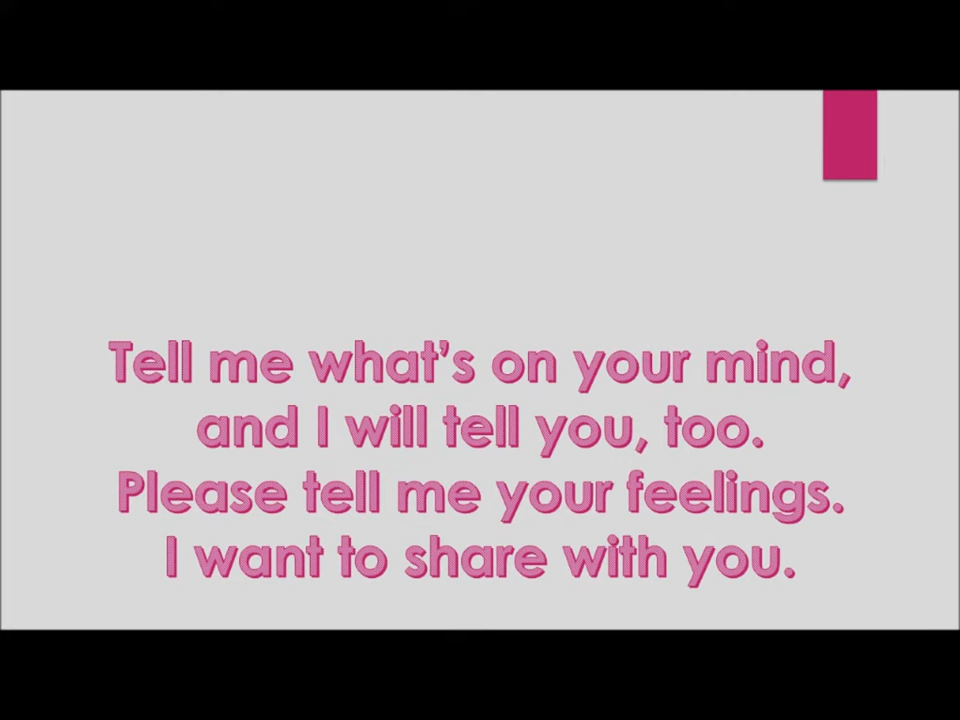 Tell me what’s on your mind,
and I will tell you, too.
Please tell me your feelings.
I want to share with you.